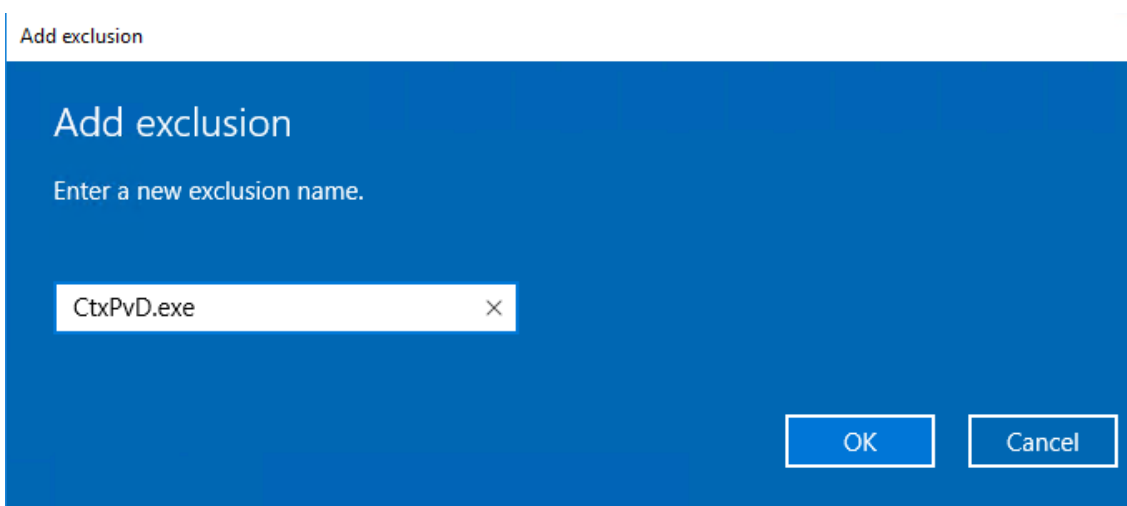 Add exclusion
Add exclusion
Enter a new exclusion name.
CtxPvD.exe
OK
Cancel